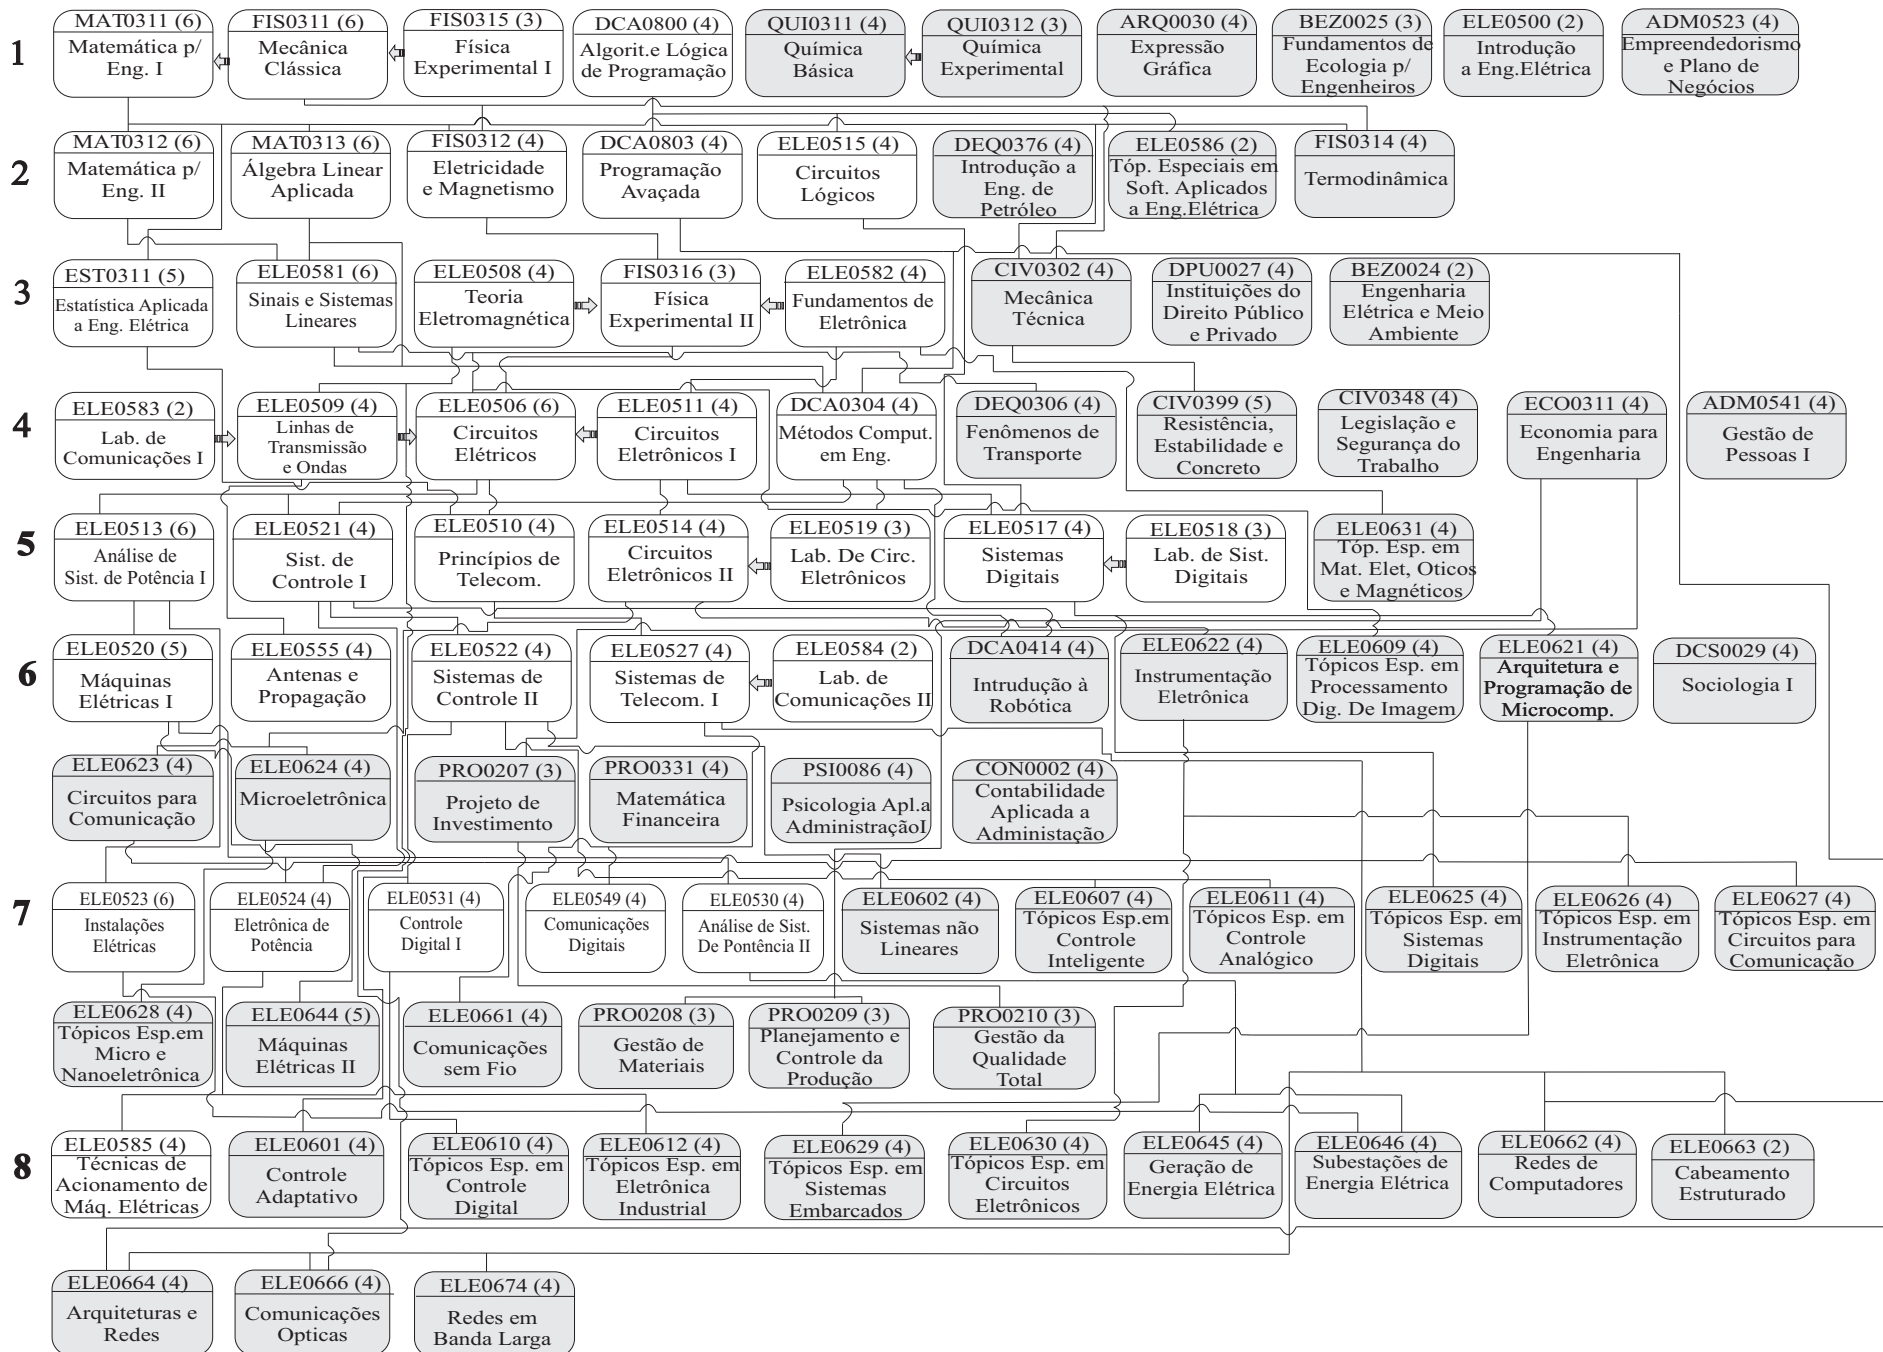 1
MAT0311 (6)
Matemática p/
Eng. I
FIS0311 (6)
Mecânica
Clássica
FIS0315 (3)
Física
Experimental I
DCA0800 (4)
Algorit.e Lógica
de Programação
QUI0311 (4)
Química
Básica
QUI0312 (3)
Química
Experimental
ARQ0030 (4)
Expressão
Gráfica
BEZ0025 (3)
Fundamentos de
Ecologia p/
Engenheiros
ELE0500 (2)
Introdução
a Eng.Elétrica
ADM0523 (4)
Empreendedorismo
e Plano de
Negócios
2
MAT0312 (6)
Matemática p/
Eng. II
MAT0313 (6)
Álgebra Linear
Aplicada
FIS0312 (4)
Eletricidade
e Magnetismo
DCA0803 (4)
Programação
Avaçada
ELE0515 (4)
Circuitos
Lógicos
DEQ0376 (4)
Introdução a
Eng. de
Petróleo
ELE0586 (2)
Tóp. Especiais em
Soft. Aplicados
a Eng.Elétrica
FIS0314 (4)
Termodinâmica
3
EST0311 (5)
Estatística Aplicada
a Eng. Elétrica
ELE0581 (6)
Sinais e Sistemas
Lineares
ELE0508 (4)
Teoria
Eletromagnética
FIS0316 (3)
Física
Experimental II
ELE0582 (4)
Fundamentos de
Eletrônica
CIV0302 (4)
Mecânica
Técnica
DPU0027 (4)
Instituições do
Direito Público
e Privado
BEZ0024 (2)
Engenharia
Elétrica e Meio
Ambiente
4
ELE0583 (2)
Lab. de
Comunicações I
ELE0509 (4)
Linhas de
Transmissão
e Ondas
ELE0506 (6)
Circuitos
Elétricos
ELE0511 (4)
Circuitos
Eletrônicos I
DCA0304 (4)
Métodos Comput.
em Eng.
DEQ0306 (4)
Fenômenos de
Transporte
CIV0399 (5)
Resistência,
Estabilidade e
Concreto
CIV0348 (4)
Legislação e
Segurança do
Trabalho
ECO0311 (4)
Economia para
Engenharia
ADM0541 (4)
Gestão de
Pessoas I
5
ELE0513 (6)
Análise de
Sist. de Potência I
ELE0521 (4)
Sist. de
Controle I
ELE0510 (4)
Princípios de
Telecom.
ELE0514 (4)
Circuitos
Eletrônicos II
ELE0519 (3)
Lab. De Circ.
Eletrônicos
ELE0517 (4)
Sistemas
Digitais
ELE0518 (3)
Lab. de Sist.
Digitais
ELE0631 (4)
Tóp. Esp. em
Mat. Elet, Oticos
e Magnéticos
6
ELE0520 (5)
Máquinas
Elétricas I
ELE0555 (4)
Antenas e
Propagação
ELE0522 (4)
Sistemas de
Controle II
ELE0527 (4)
Sistemas de
Telecom. I
ELE0584 (2)
Lab. de
Comunicações II
DCA0414 (4)
Intrudução à
Robótica
ELE0622 (4)
Instrumentação
Eletrônica
ELE0609 (4)
Tópicos Esp. em
Processamento
Dig. De Imagem
ELE0621 (4)
Arquitetura e
Programação de
Microcomp.
DCS0029 (4)
Sociologia I
ELE0623 (4)
Circuitos para
Comunicação
ELE0624 (4)
Microeletrônica
PRO0207 (3)
Projeto de
Investimento
PRO0331 (4)
Matemática
Financeira
PSI0086 (4)
Psicologia Apl.a
AdministraçãoI
CON0002 (4)
Contabilidade
Aplicada a
Administação
7
ELE0523 (6)
Instalações
Elétricas
ELE0524 (4)
Eletrônica de
Potência
ELE0531 (4)
Controle
Digital I
ELE0549 (4)
Comunicações
Digitais
ELE0530 (4)
Análise de Sist.
De Pontência II
ELE0602 (4)
Sistemas não
Lineares
ELE0607 (4)
Tópicos Esp.em
Controle
Inteligente
ELE0611 (4)
Tópicos Esp. em
Controle
Analógico
ELE0625 (4)
Tópicos Esp. em
Sistemas
Digitais
ELE0626 (4)
Tópicos Esp. em
Instrumentação
Eletrônica
ELE0627 (4)
Tópicos Esp. em
Circuitos para
Comunicação
ELE0628 (4)
Tópicos Esp.em
Micro e
Nanoeletrônica
ELE0644 (5)
Máquinas
Elétricas II
ELE0661 (4)
Comunicações
sem Fio
PRO0208 (3)
Gestão de
Materiais
PRO0209 (3)
Planejamento e
Controle da
Produção
PRO0210 (3)
Gestão da
Qualidade
Total
8
ELE0585 (4)
Técnicas de
Acionamento de
Máq. Elétricas
ELE0601 (4)
Controle
Adaptativo
ELE0610 (4)
Tópicos Esp. em
Controle
Digital
ELE0612 (4)
Tópicos Esp. em
Eletrônica
Industrial
ELE0629 (4)
Tópicos Esp. em
Sistemas
Embarcados
ELE0630 (4)
Tópicos Esp. em
Circuitos
Eletrônicos
ELE0645 (4)
Geração de
Energia Elétrica
ELE0646 (4)
Subestações de
Energia Elétrica
ELE0662 (4)
Redes de
Computadores
ELE0663 (2)
Cabeamento
Estruturado
ELE0664 (4)
Arquiteturas e
Redes
ELE0666 (4)
Comunicações
Opticas
ELE0674 (4)
Redes em
Banda Larga